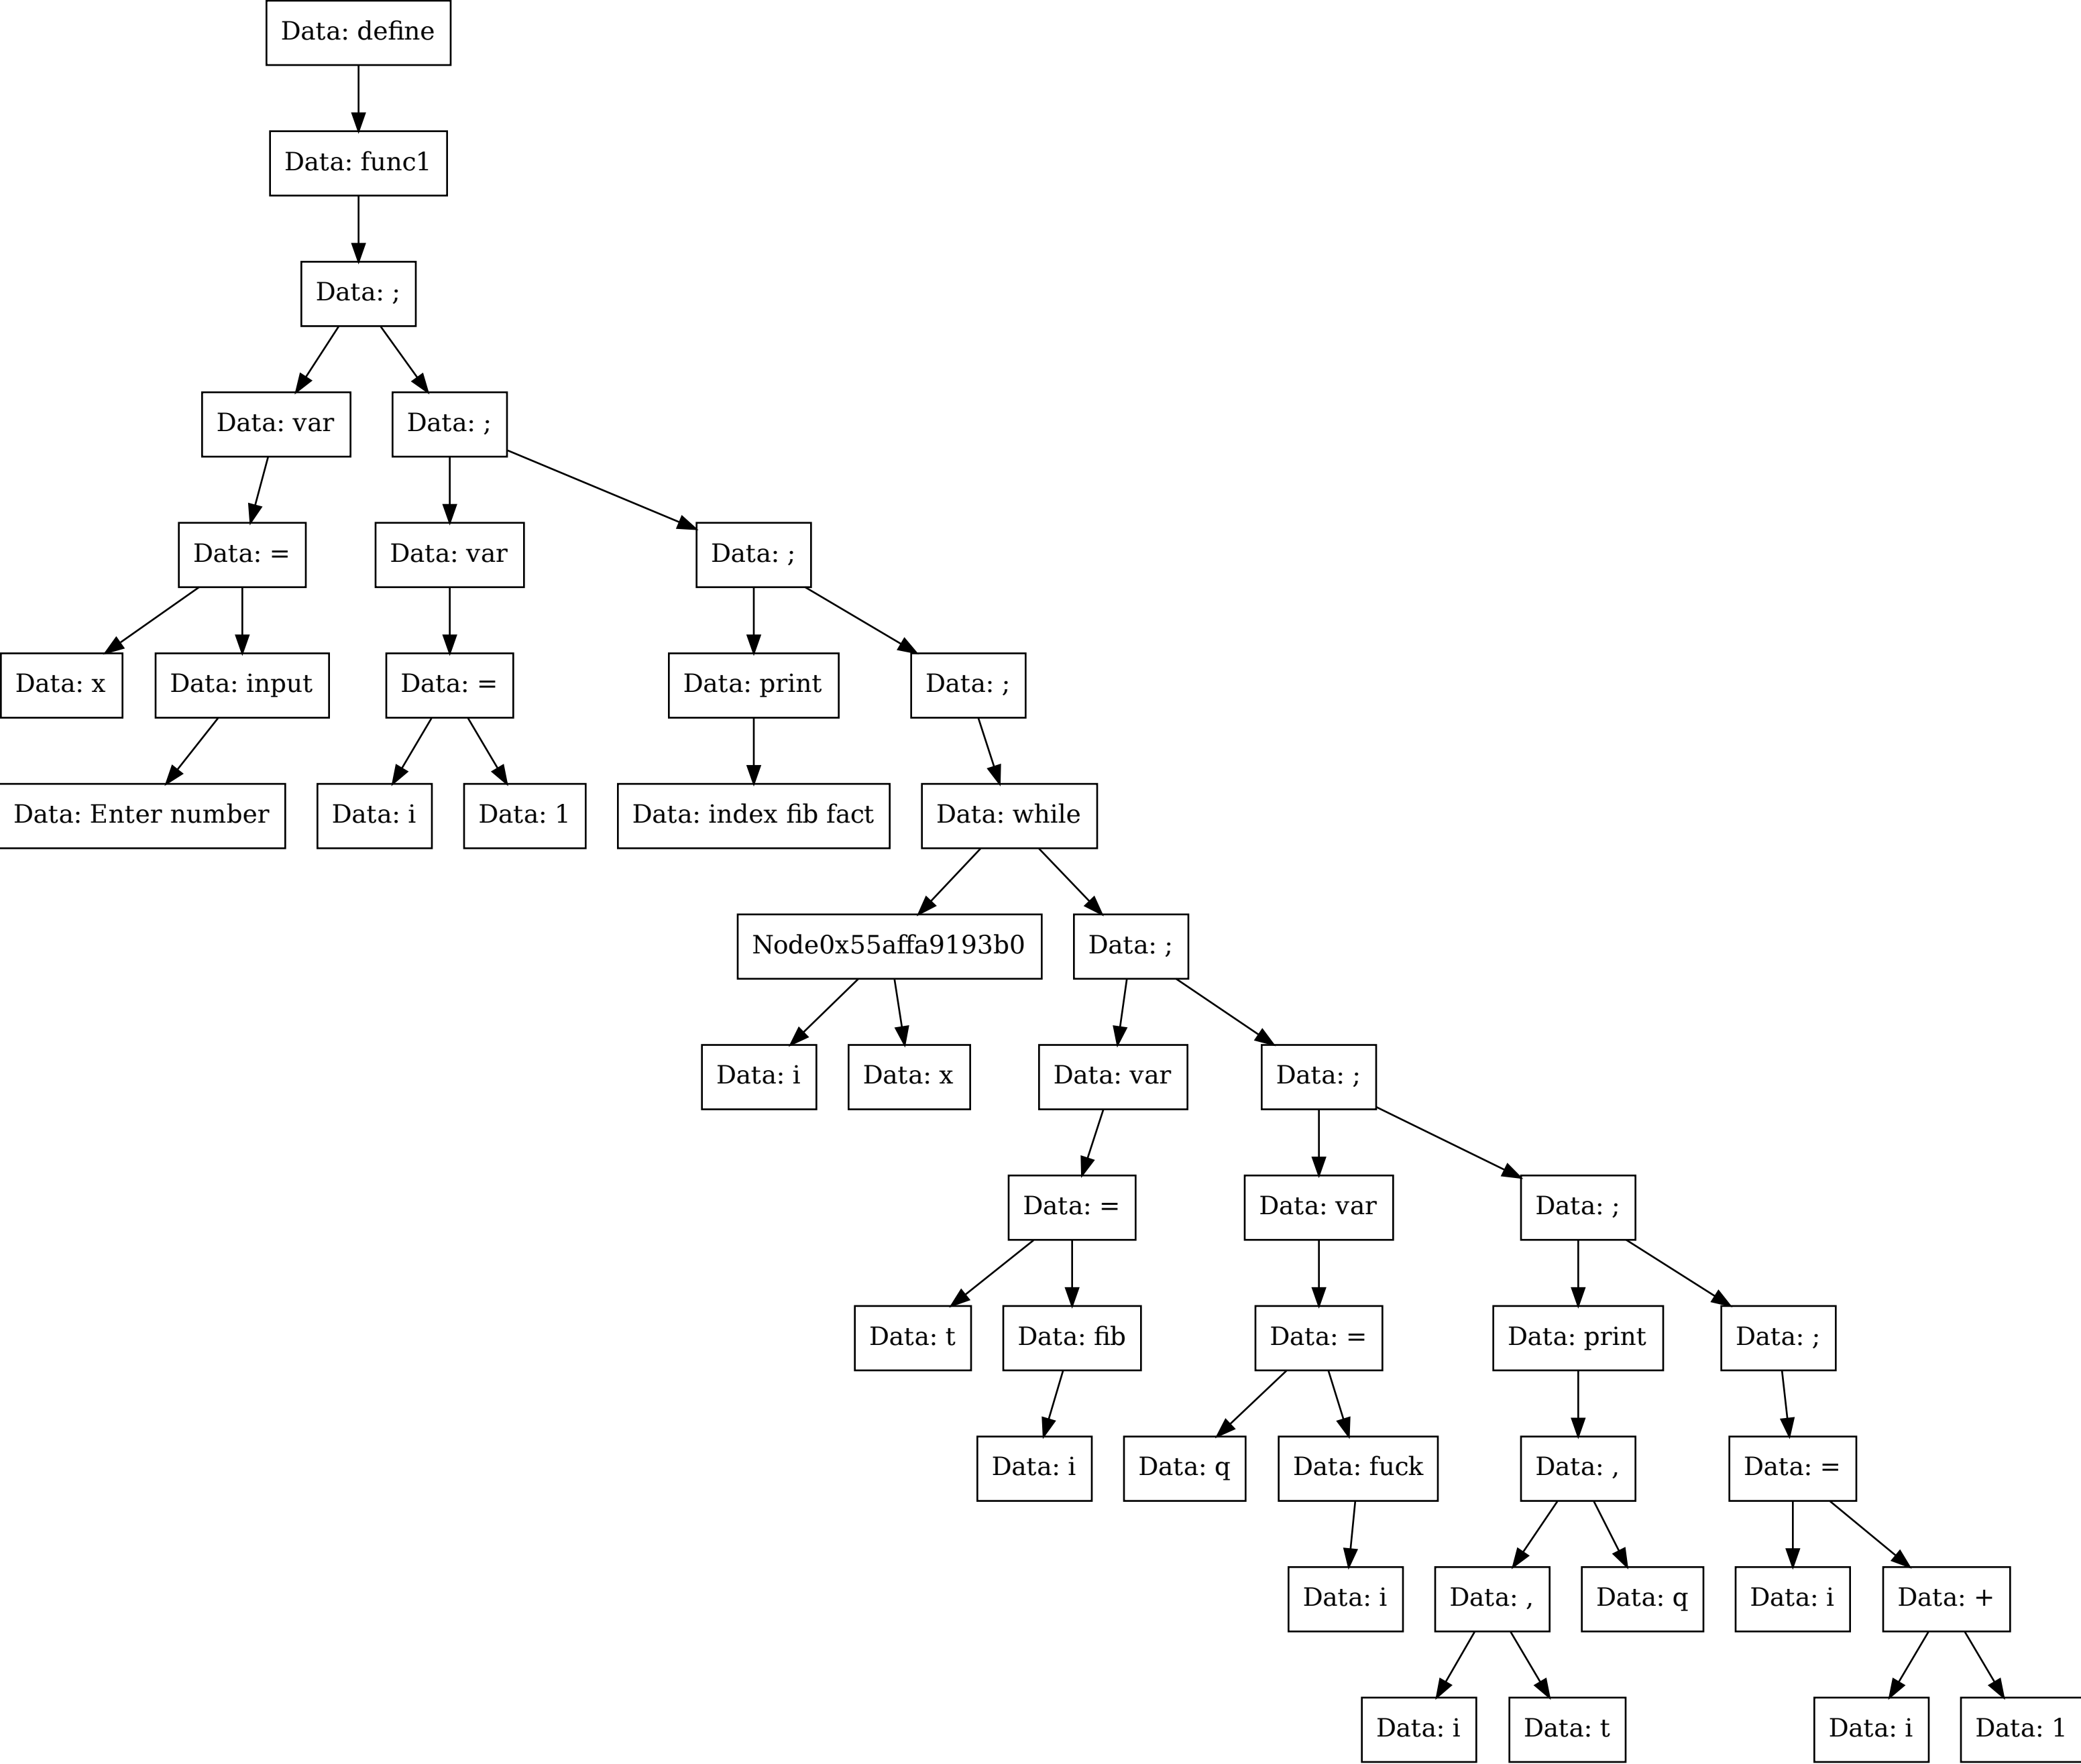 Data: define
Data: func1
Data: ;
Data: var
Data: ;
Data: =
Data: var
Data: ;
Data: x
Data: input
Data: =
Data: print
Data: ;
Data: Enter number
Data: i
Data: 1
Data: index fib fact
Data: while
Node0x55affa9193b0
Data: ;
Data: i
Data: x
Data: var
Data: ;
Data: =
Data: var
Data: ;
Data: t
Data: fib
Data: =
Data: print
Data: ;
Data: i
Data: q
Data: fuck
Data: ,
Data: =
Data: i
Data: ,
Data: q
Data: i
Data: +
Data: i
Data: t
Data: i
Data: 1